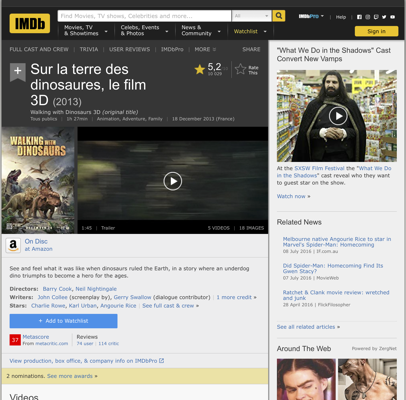 IMDb
Find Movies, TV shows, Celebrities and more...
All
IMDbPro
Help
Movies, TV & Showtimes
Celebs, Events & Photos
News & Community
Watchlist
Sign in
FULL CAST AND CREW | TRIVIA | USER REVIEWS | IMDbPro | MORE
SHARE
Sur la terre des
dinosaures, le film
3D (2013)
5,2
Rate
This
Walking with Dinosaurs 3D (original title)
Tous publics | 1h 27min | Animation, Adventure, Family | 18 December 2013 (France)
WALKING WITH
DINOSAURS
1:45 | Trailer
5 VIDEOS | 18 IMAGES
On Disc
at Amazon
See and feel what it was like when dinosaurs ruled the Earth, in a story where an underdog
dino triumphs to become a hero for the ages.
Directors: Barry Cook, Neil Nightingale
Writers: John Collee (screenplay by), Gerry Swallow (dialogue contributor) | 1 more credit »
Stars: Charlie Rowe, Karl Urban, Angourie Rice | See full cast & crew »
+ Add to Watchlist
37
Metascore
From metacritic.com
Reviews
74 user | 114 critic
View production, box office, & company info on IMDbPro
2 nominations. See more awards »
Videos
"What We Do in the Shadows" Cast
Convert New Vamps
At the SXSW Film Festival the "What We Do
in the Shadows" cast reveal who they want
to guest star on the show.
Watch now »
Related News
Melbourne native Angourie Rice to star in
Marvel's Spider-Man: Homecoming
08 July 2016 | IF.com.au
Did Spider-Man: Homecoming Find Its
Gwen Stacy?
07 July 2016 | MovieWeb
Ratchet & Clank movie review: wretched
and junk
28 April 2016 | FlickFilosopher
See all related articles »
Around The Web | Powered by ZergNet